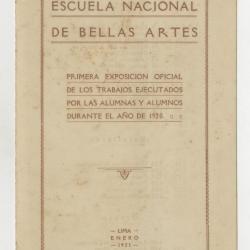 ESCUELA NACIONAL
DE BELLAS ARTES
PRIMERA EXPOSICION OFICIAL
DE LOS TRABAJOS EJECUTADOS
POR LAS ALUMNAS Y ALUMNOS
DURANTE EL AÑO DE 1920.
LIMA
ENERO
1921